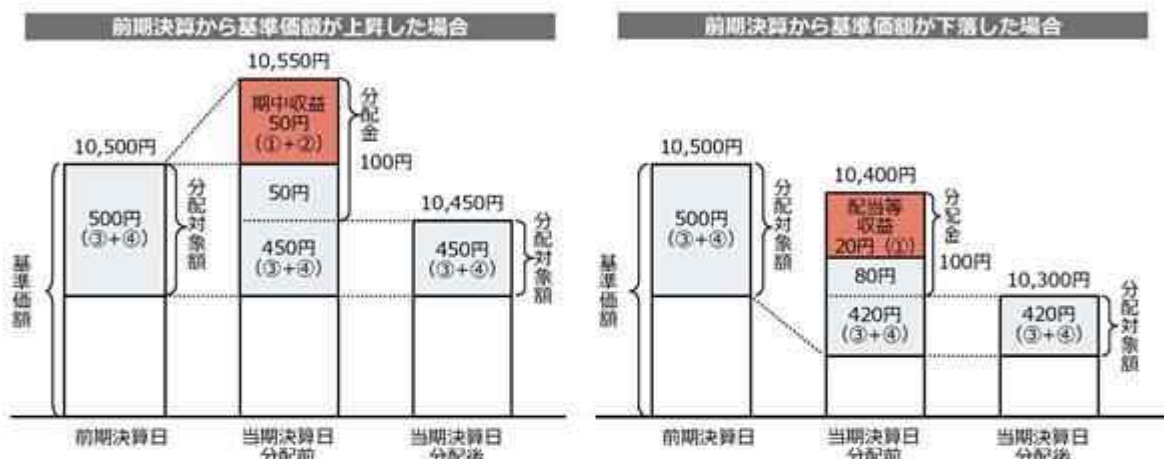 前期決算から基準価額が上昇した場合
10,550円
期中収益
50円
(①+②)
分配金
100円
10,500円
500円
(③+④)
分配対象額
50円
450円
(③+④)
10,450円
450円
(③+④)
分配対象額
基準価額
前期決算日
当期決算日
分配前
当期決算日
分配後
前期決算から基準価額が下落した場合
10,500円
500円
(③+④)
分配対象額
10,400円
配当等
収益
20円 (①)
分配金
100円
80円
420円
(③+④)
10,300円
420円
(③+④)
分配対象額
基準価額
前期決算日
当期決算日
分配前
当期決算日
分配後